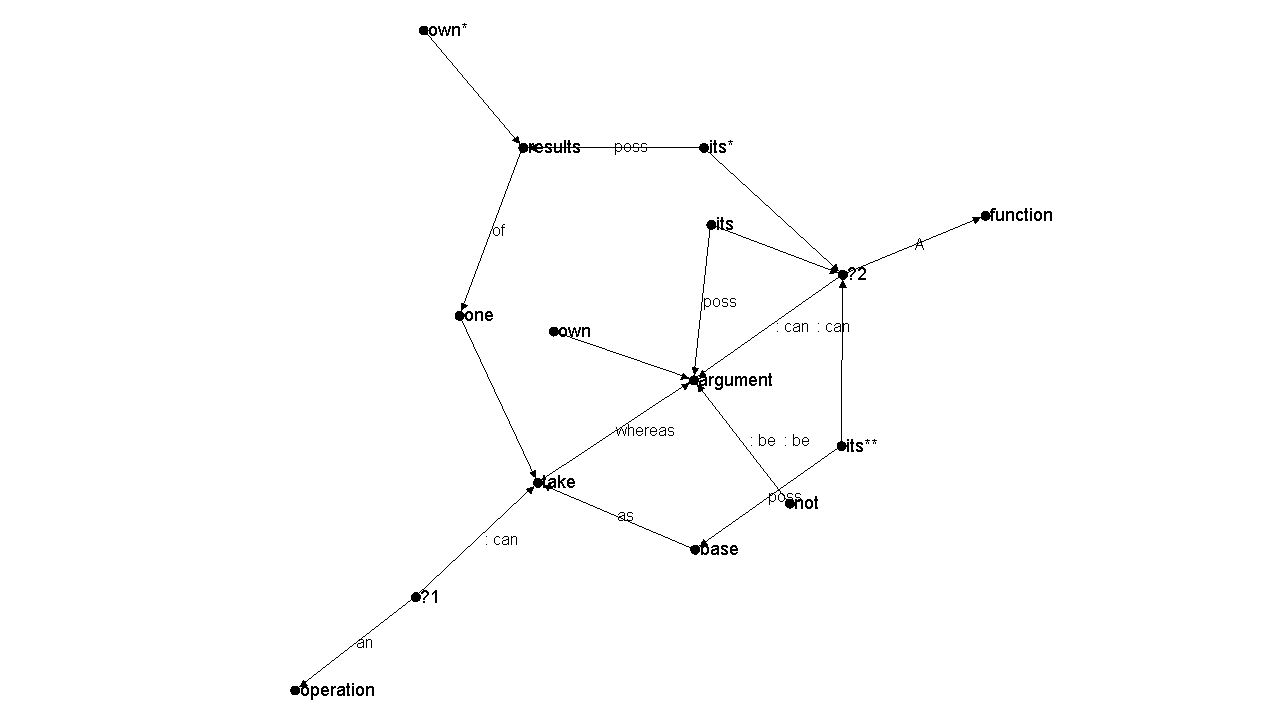 own*
results
poss
its*
function
its
A
of
?2
poss
one
: can : can
own
argument
whereas
: be : be
its**
take
poss
not
as
: can
base
?1
an
operation